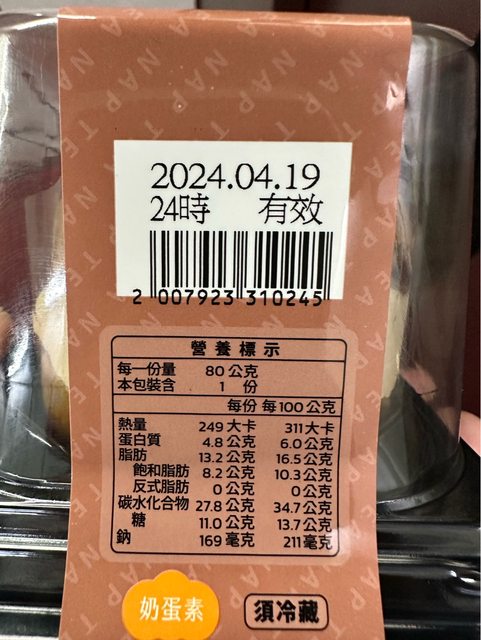 2024.04.19
24時 有效
2 007923 310245
營養標示
每一份量 80 公克
本包裝含 1 份
每份 每100公克
熱量 249 大卡 311 大卡
蛋白質 4.8 公克 6.0 公克
脂肪 13.2 公克 16.5 公克
飽和脂肪 8.2 公克 10.3 公克
反式脂肪 0 公克 0 公克
碳水化合物 27.8 公克 34.7 公克
糖 11.0 公克 13.7 公克
鈉 169 毫克 211 毫克
奶蛋素 須冷藏